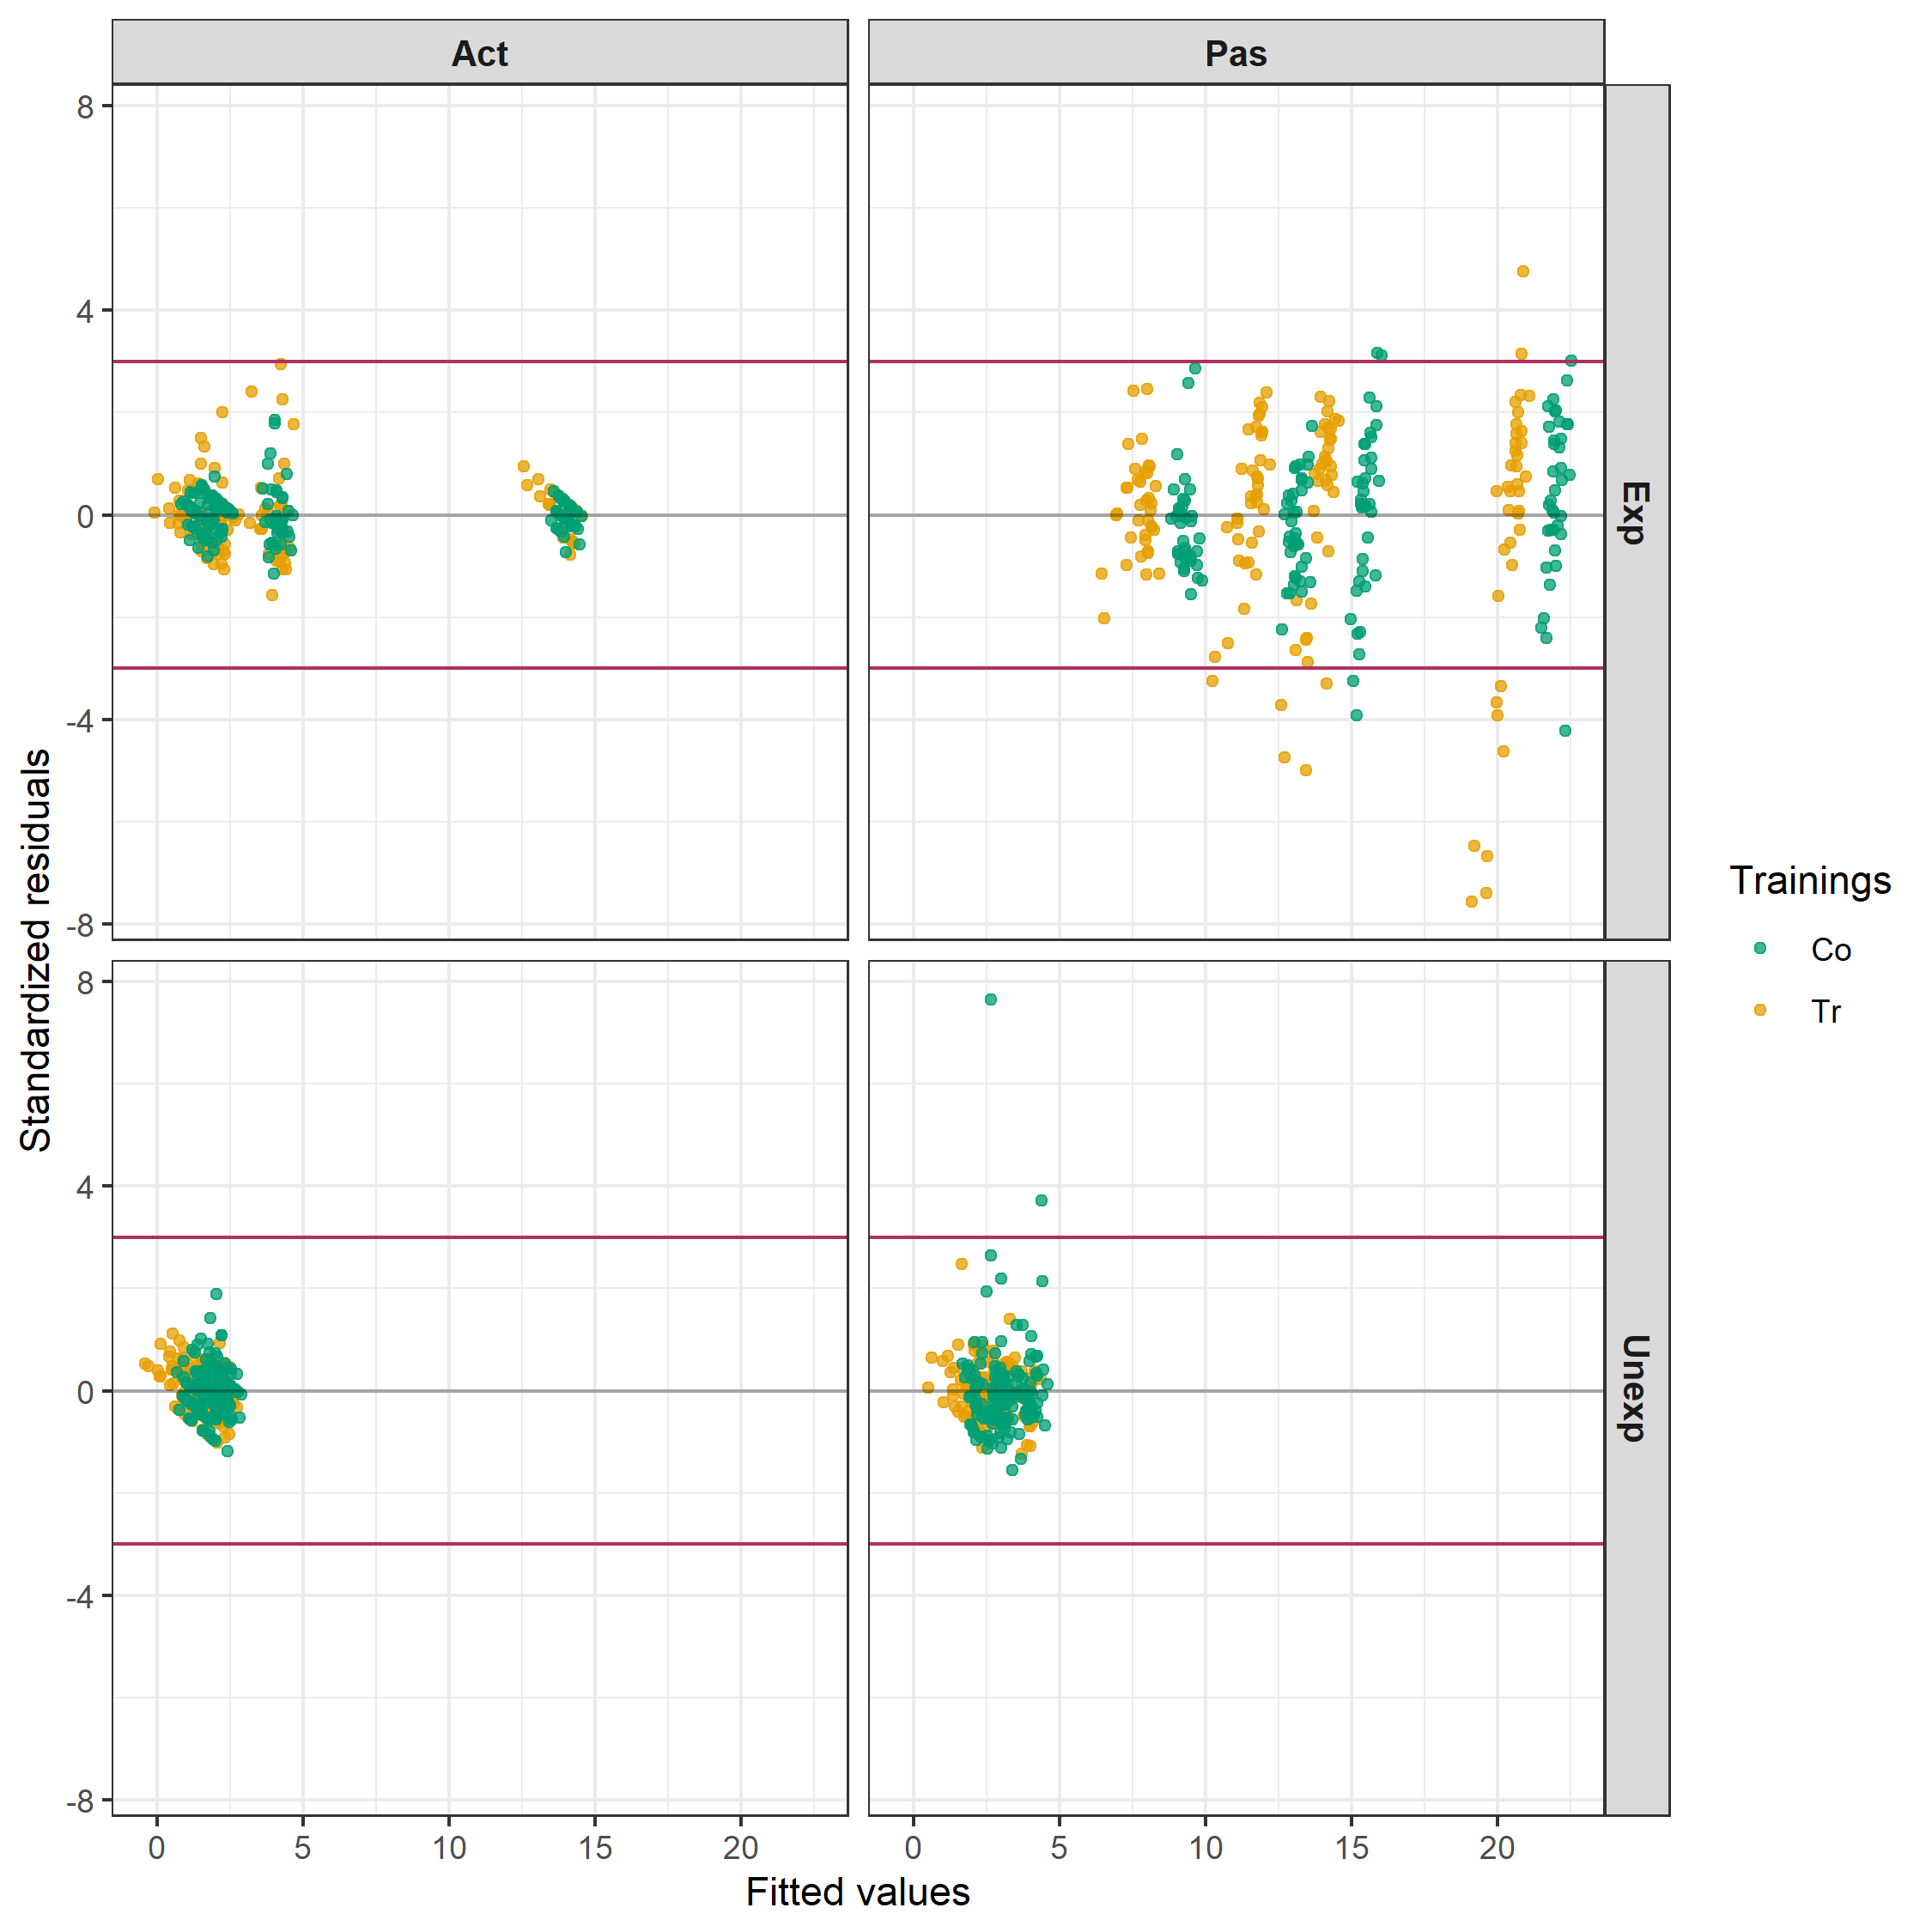 Act
Pas
8
4
0
-4
-8
Exp
8
4
0
-4
-8
Unexp
Standardized residuals
0 5 10 15 20
0 5 10 15 20
Fitted values
Trainings
Co
Tr